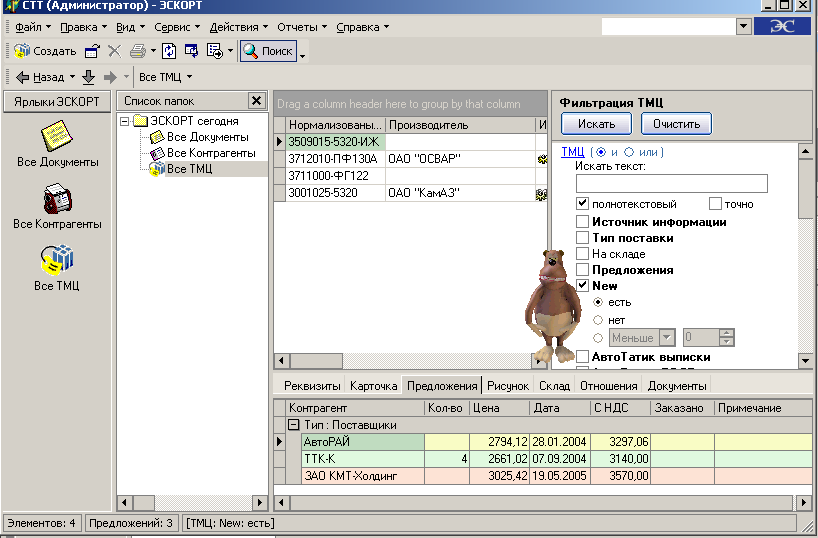 СТТ (Администратор) - ЭСКОРТ
Файл Правка Вид Сервис Действия Отчеты Справка
ЭС
Создать Поиск
Назад Все ТМЦ
Ярлыки ЭСКОРТ
Все Документы
Все Контрагенты
Все ТМЦ
Список папок
ЭСКОРТ сегодня
Все Документы
Все Контрагенты
Все ТМЦ
Drag a column header here to group by that column
Нормализованы... Производитель И
3509015-5320-ИЖ
3712010-ПФ130А ОАО "ОСВАР"
3711000-ФГ122
3001025-5320 ОАО "КамАЗ"
Фильтрация ТМЦ
Искать Очистить
ТМЦ ( и или )
Искать текст:
полнотекстовый точно
Источник информации
Тип поставки
На складе
Предложения
New
есть
нет
Меньше 0
АвтоТатик выписки
Реквизиты Карточка Предложения Рисунок Склад Отношения Документы
Контрагент Кол-во Цена Дата С НДС Заказано Примечание
Тип : Поставщики
АвтоРАЙ 2794,12 28.01.2004 3297,06
ТТК-К 4 2661,02 07.09.2004 3140,00
ЗАО КМТ-Холдинг 3025,42 19.05.2005 3570,00
Элементов: 4 Предложений: 3 [ТМЦ: New: есть]